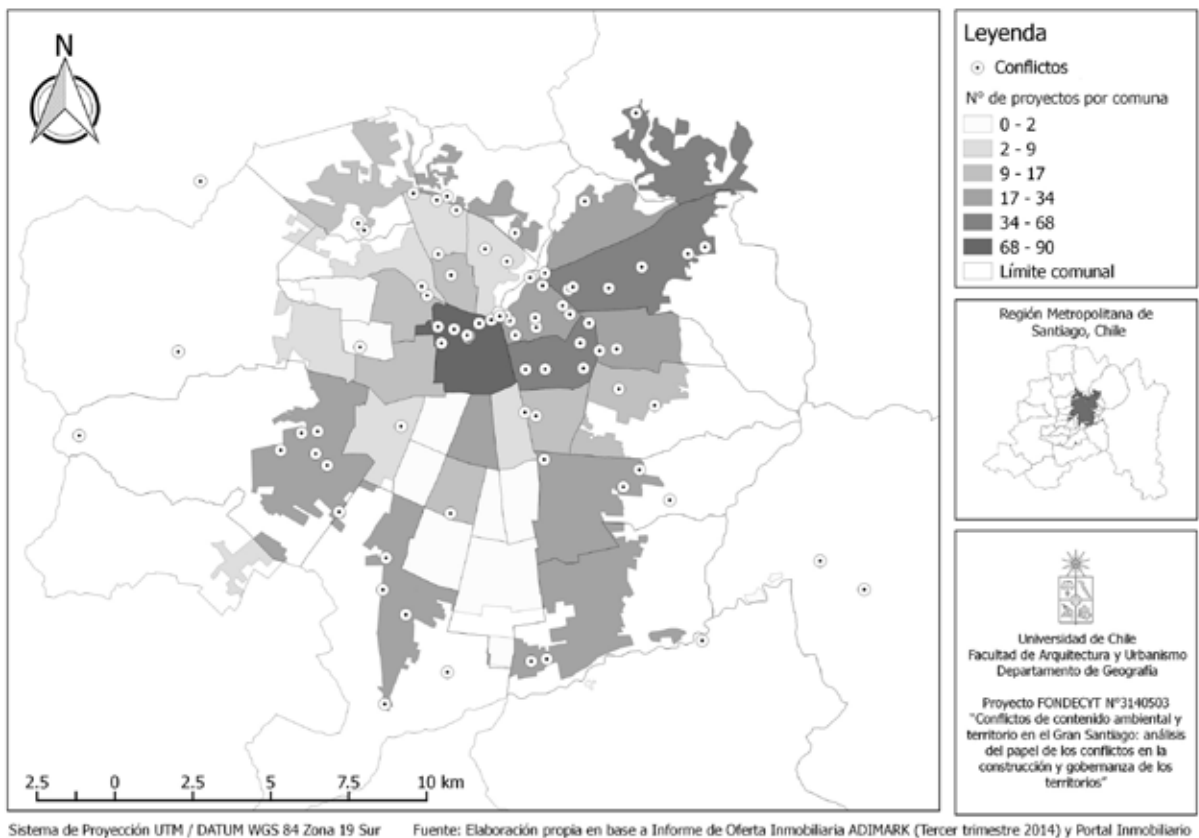 N
2.5 0 2.5 5 7.5 10 km
Leyenda
Conflictos
Nº de proyectos por comuna
0 - 2
2 - 9
9 - 17
17 - 34
34 - 68
68 - 90
Límite comunal
Región Metropolitana de
Santiago, Chile
Universidad de Chile
Facultad de Arquitectura y Urbanismo
Departamento de Geografía
Proyecto FONDECYT Nº3140503
"Conflictos de contenido ambiental y
territorio en el Gran Santiago: análisis
del papel de los conflictos en la
construcción y gobernanza de los
territorios"
Sistema de Proyección UTM / DATUM WGS 84 Zona 19 Sur Fuente: Elaboración propia en base a Informe de Oferta Inmobiliaria ADIMARK (Tercer trimestre 2014) y Portal Inmobiliario